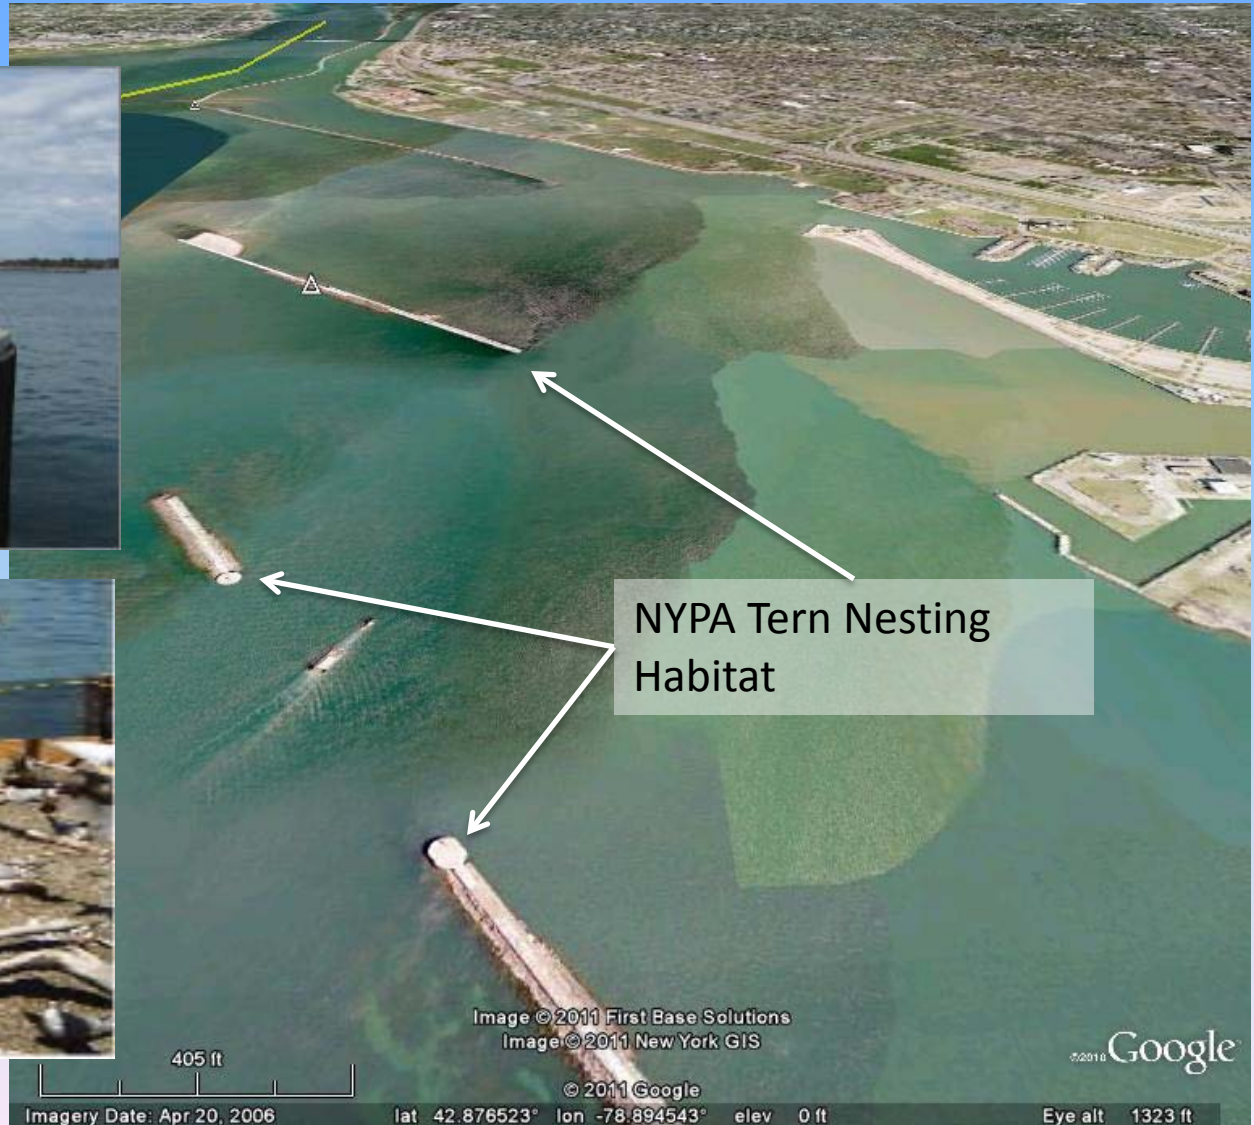 NYPA Tern Nesting
Habitat
Image © 2011 First Base Solutions
Image © 2011 New York GIS
©2010 Google
405 ft
© 2011 Google
Imagery Date: Apr 20, 2006 lat 42.876523° lon -78.894543° elev 0 ft Eye alt 1323 ft